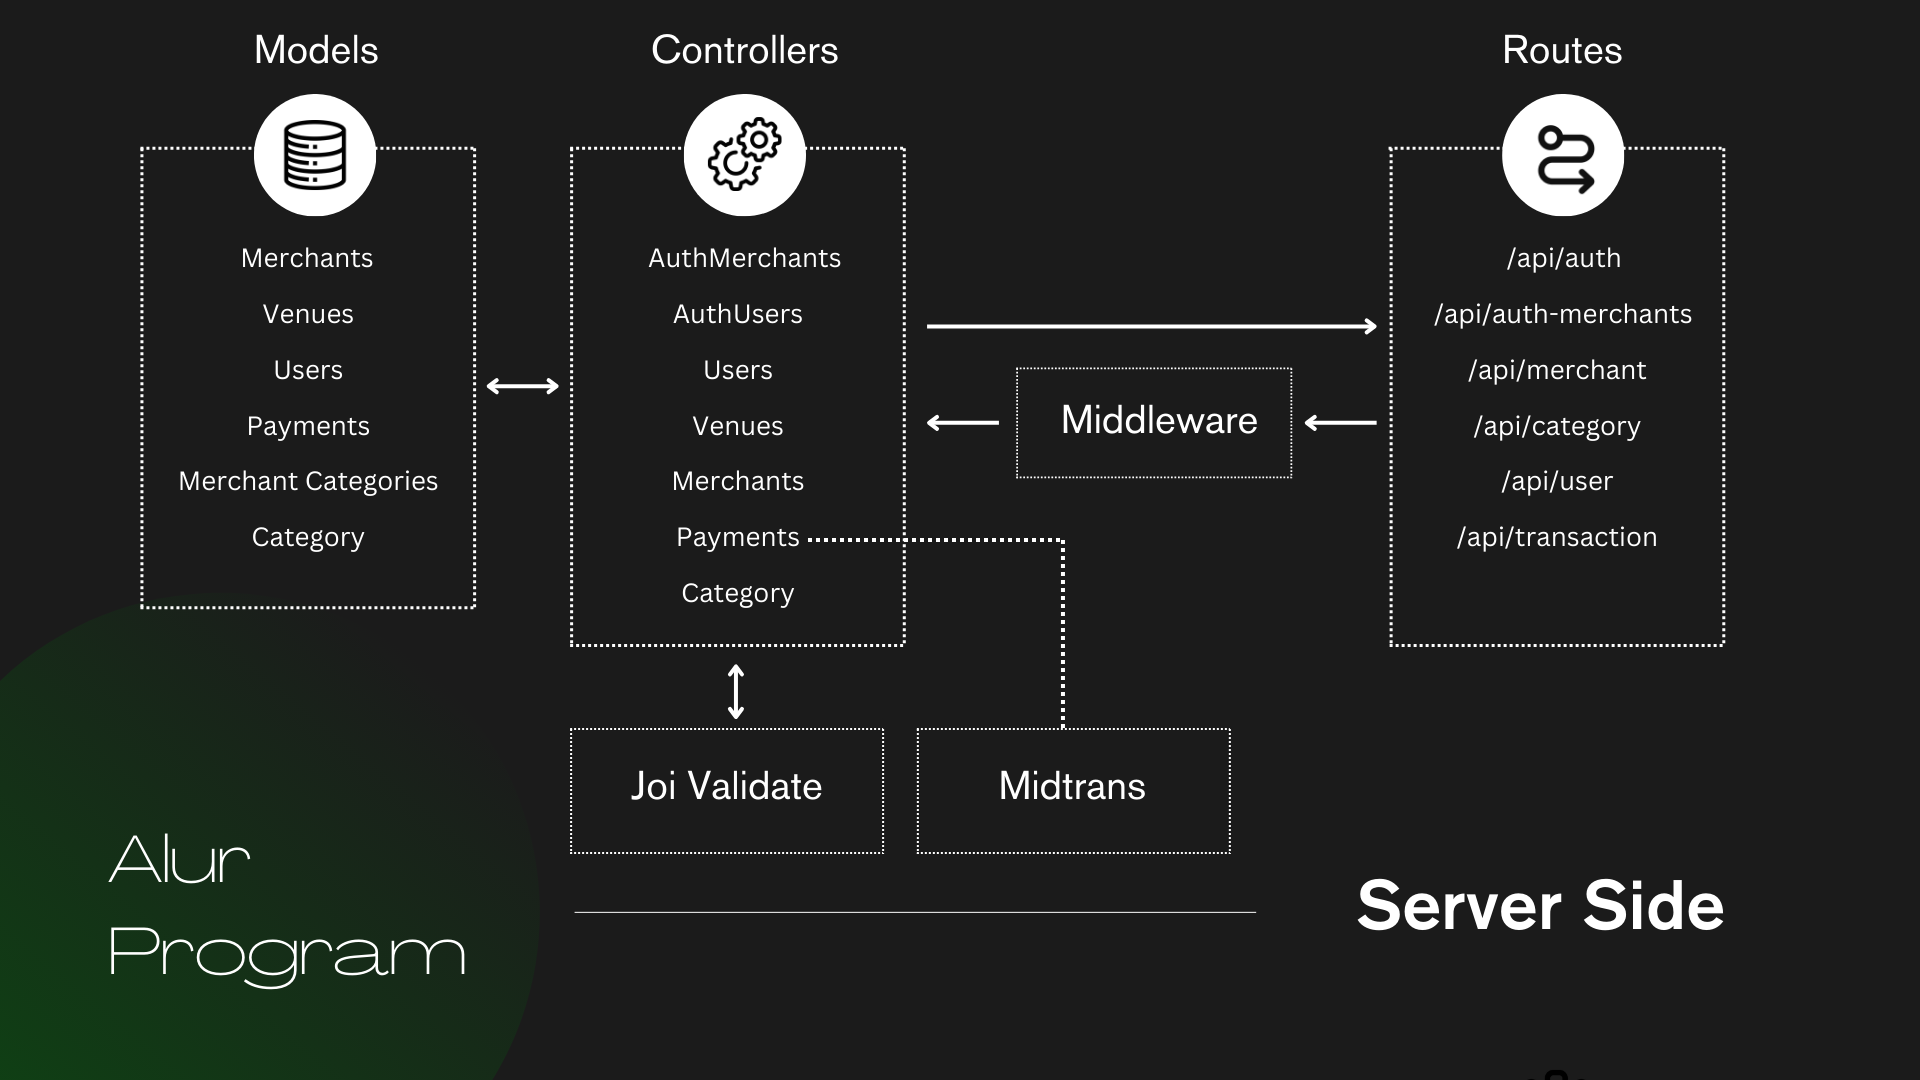 Models
Merchants
Venues
Users
Payments
Merchant Categories
Category
Controllers
AuthMerchants
AuthUsers
Users
Venues
Merchants
Payments
Category
Middleware
Routes
/api/auth
/api/auth-merchants
/api/merchant
/api/category
/api/user
/api/transaction
Joi Validate
Midtrans
Alur
Program
Server Side